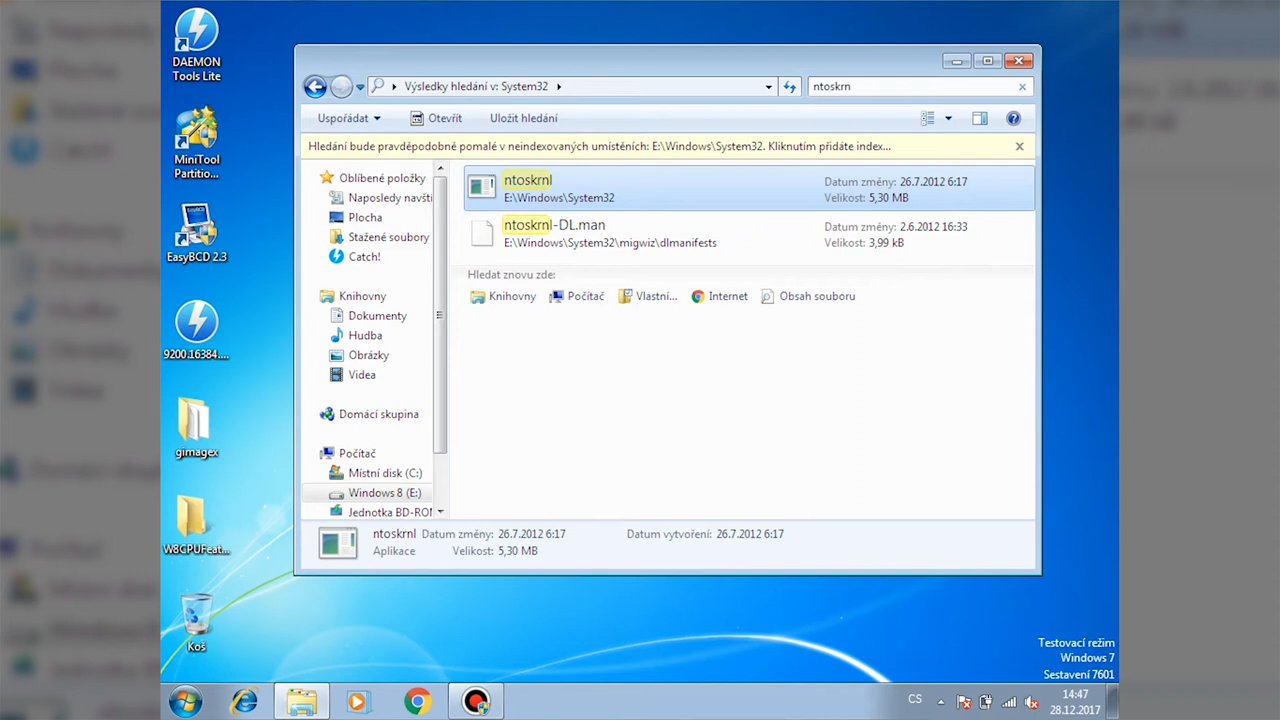 DAEMON
Tools Lite
MiniTool
Partitio...
EasyBCD 2.3
9200.16384....
gimagex
W8CPUFeat...
Koš
Výsledky hledání v: System32
ntoskrn
Uspořádat
Otevřít
Uložit hledání
Hledání bude pravděpodobně pomalé v neindexovaných umístěních: E:\Windows\System32. Kliknutím přidáte index...
Oblíbené položky
Naposledy navšti
Plocha
Stažené soubory
Catch!
Knihovny
Dokumenty
Hudba
Obrázky
Videa
Domácí skupina
Počítač
Místní disk (C:)
Windows 8 (E:)
Jednotka BD-ROM
ntoskrnl
E:\Windows\System32
Datum změny: 26.7.2012 6:17
Velikost: 5,30 MB
ntoskrnl-DL.man
E:\Windows\System32\migwiz\dlmanifests
Datum změny: 2.6.2012 16:33
Velikost: 3,99 kB
Hledat znovu zde:
Knihovny Počítač Vlastní... Internet Obsah souboru
ntoskrnl Datum změny: 26.7.2012 6:17 Datum vytvoření: 26.7.2012 6:17
Aplikace Velikost: 5,30 MB
Testovací režim
Windows 7
Sestavení 7601
CS
14:47
28.12.2017